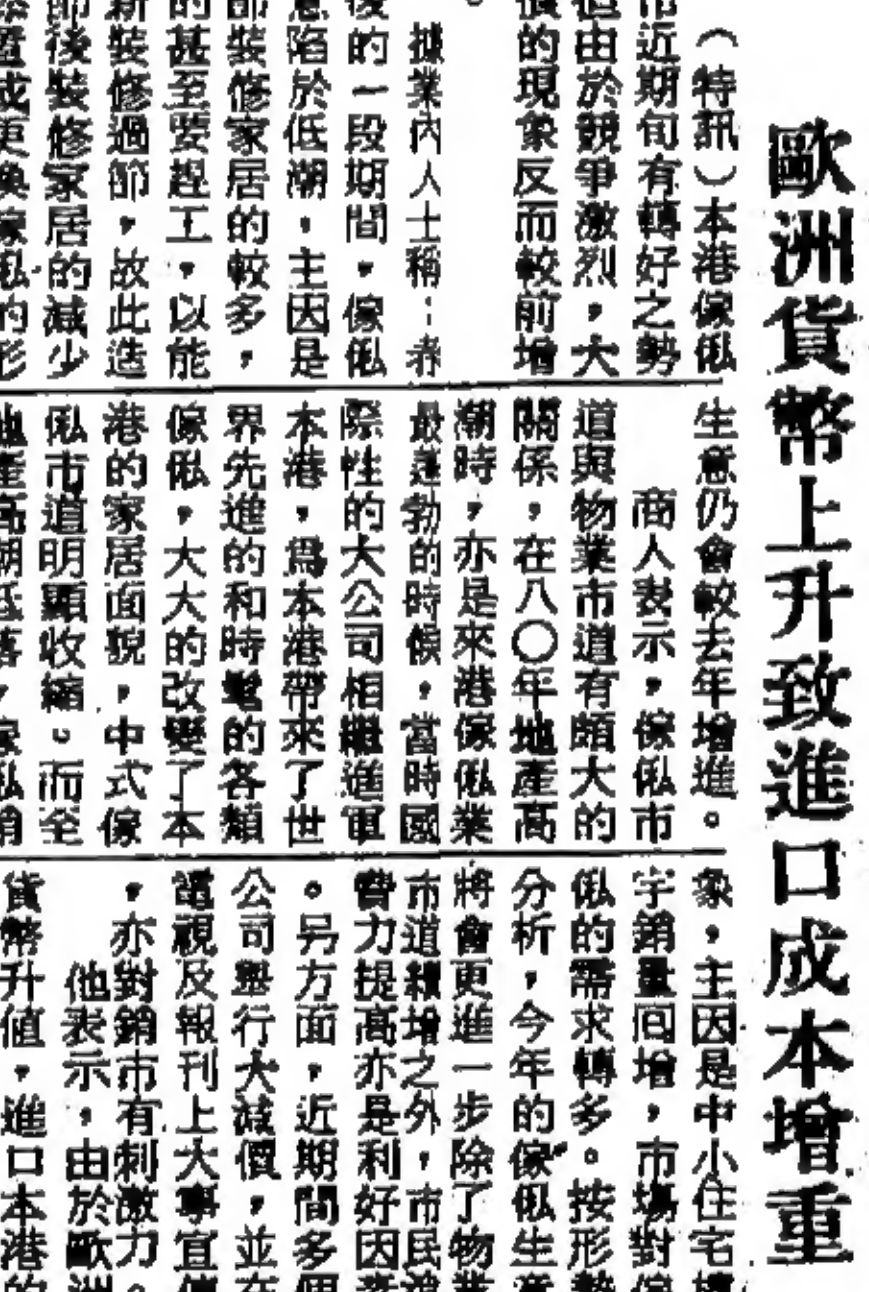 歐洲貨幣上升致進口成本增重
（特訊）本港傢俬
市近期旬有轉好之勢
但由於競爭激烈，大
價的現象反而較前增
。
據業內人士稱：春
後的一段期間，傢俬
意陷於低潮，主因是
節裝修家居的較多，
的甚至要趕工，以能
新裝修過節，故此造
節後裝修家居的減少
添置或更換傢俬的形
生意仍會較去年增進。
商人表示，傢俬市
道與物業市道有頗大的
關係，在八〇年地產高
潮時，亦是來港傢俬業
最蓬勃的時候，當時國
際性的大公司相繼進軍
本港，爲本港帶來了世
界先進的和時髦的各類
傢俬，大大的改變了本
港的家居面貌，中式傢
俬市道明顯收縮。而至
地產高潮低落，傢俬銷
象，主因是中小住宅樓
宇銷量回增，市場對傢
俬的需求轉多。按形勢
分析，今年的傢俬生意
將會更進一步除了物業
市道續增之外，市民消
費力提高亦是利好因素
。另方面，近期間多個
公司舉行大減價，並在
電視及報刊上大事宣傳
，亦對銷市有刺激力。
他表示，由於歐洲
貨幣升值，進口本港的